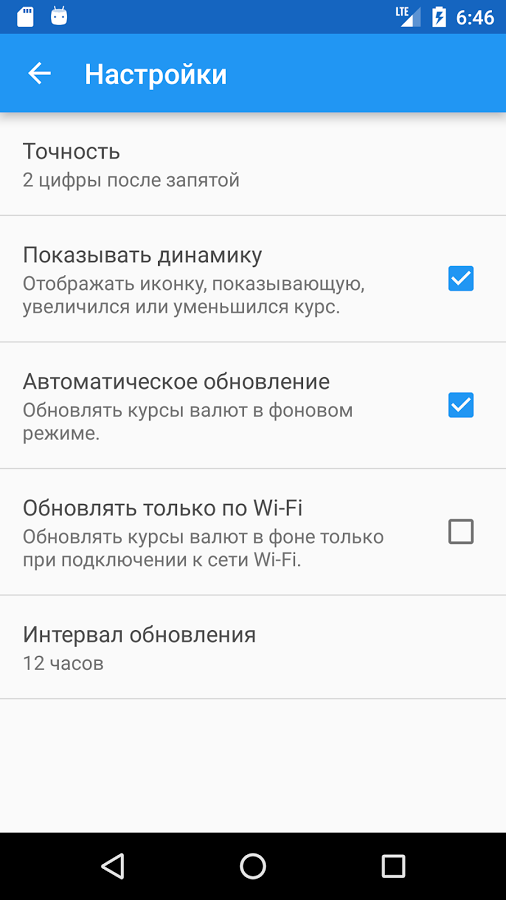 LTE
6:46
Настройки
Точность
2 цифры после запятой
Показывать динамику
Отображать иконку, показывающую,
увеличился или уменьшился курс.
Автоматическое обновление
Обновлять курсы валют в фоновом
режиме.
Обновлять только по Wi-Fi
Обновлять курсы валют в фоне только
при подключении к сети Wi-Fi.
Интервал обновления
12 часов